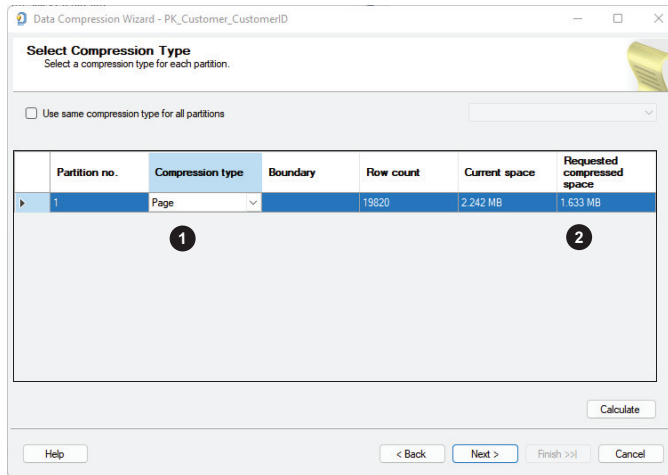 Data Compression Wizard - PK_Customer_CustomerID
Select Compression Type
Select a compression type for each partition.
Use same compression type for all partitions
Partition no. Compression type Boundary Row count Current space Requested compressed space
1 Page 19820 2.242 MB 1.633 MB
1 2
Calculate
Help < Back Next > Finish >>| Cancel